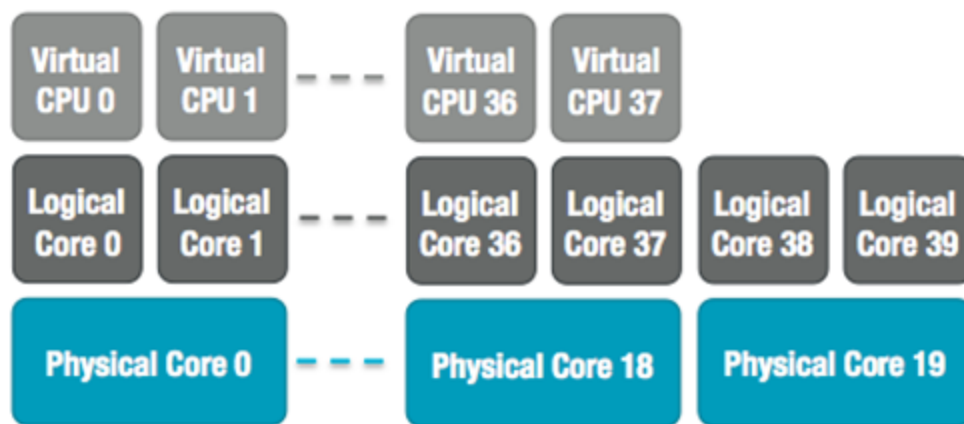 Virtual
CPU 0
Virtual
CPU 1
Virtual
CPU 36
Virtual
CPU 37
Logical
Core 0
Logical
Core 1
Logical
Core 36
Logical
Core 37
Logical
Core 38
Logical
Core 39
Physical Core 0
Physical Core 18
Physical Core 19